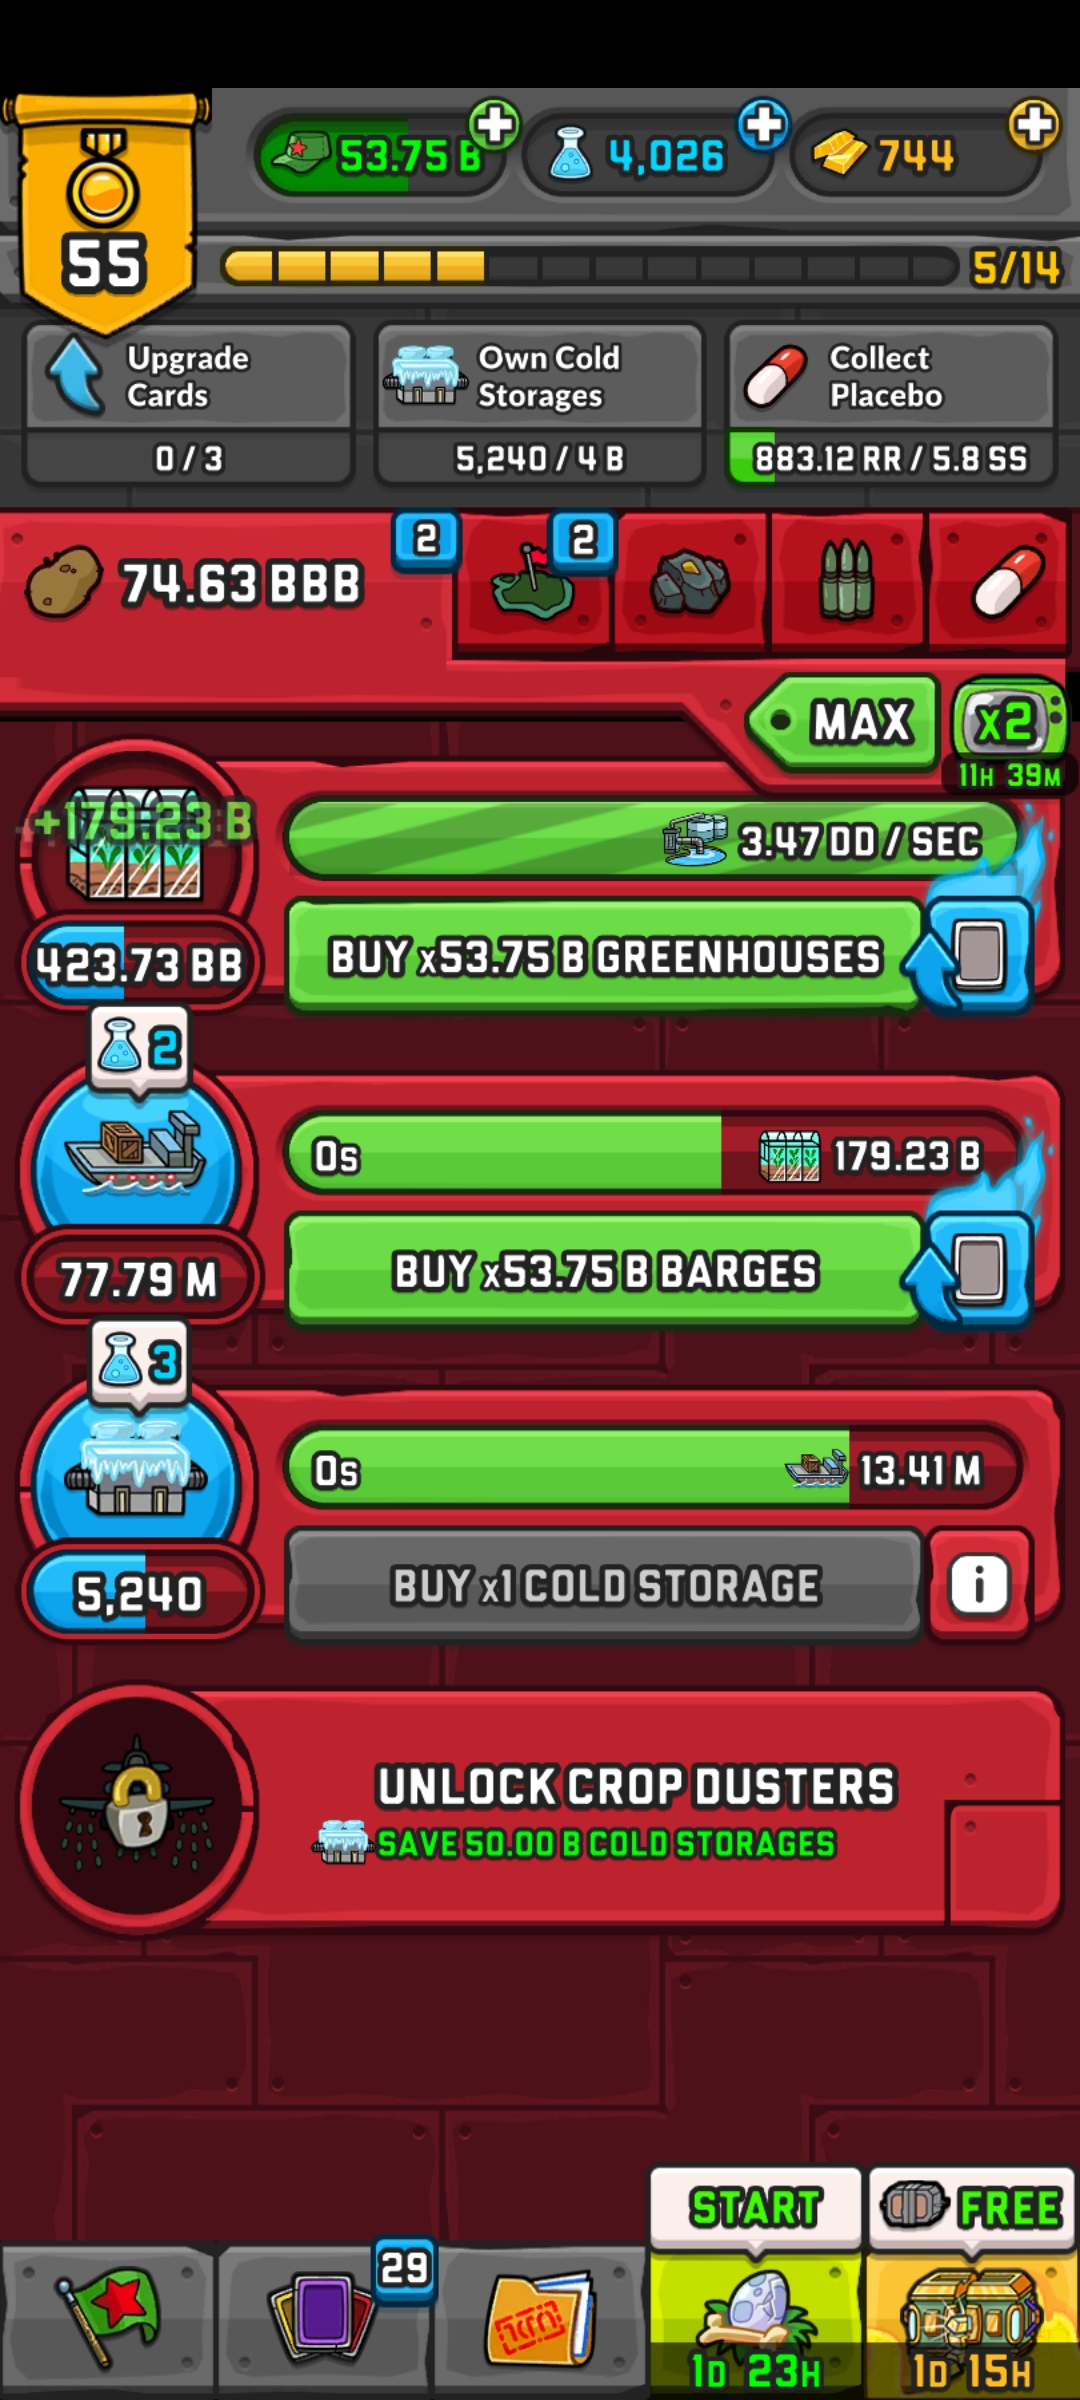 53.75 B
4,026
744
55
5/14
Upgrade
Cards
0 / 3
Own Cold
Storages
5,240 / 4 B
Collect
Placebo
883.12 RR / 5.8 SS
74.63 BBB
2
2
MAX
x2
11H 39M
+179.23 B
3.47 DD / SEC
423.73 BB
BUY x53.75 B GREENHOUSES
2
0s
179.23 B
77.79 M
BUY x53.75 B BARGES
3
0s
13.41 M
5,240
BUY x1 COLD STORAGE
i
UNLOCK CROP DUSTERS
SAVE 50.00 B COLD STORAGES
START
FREE
29
1D 23H
1D 15H